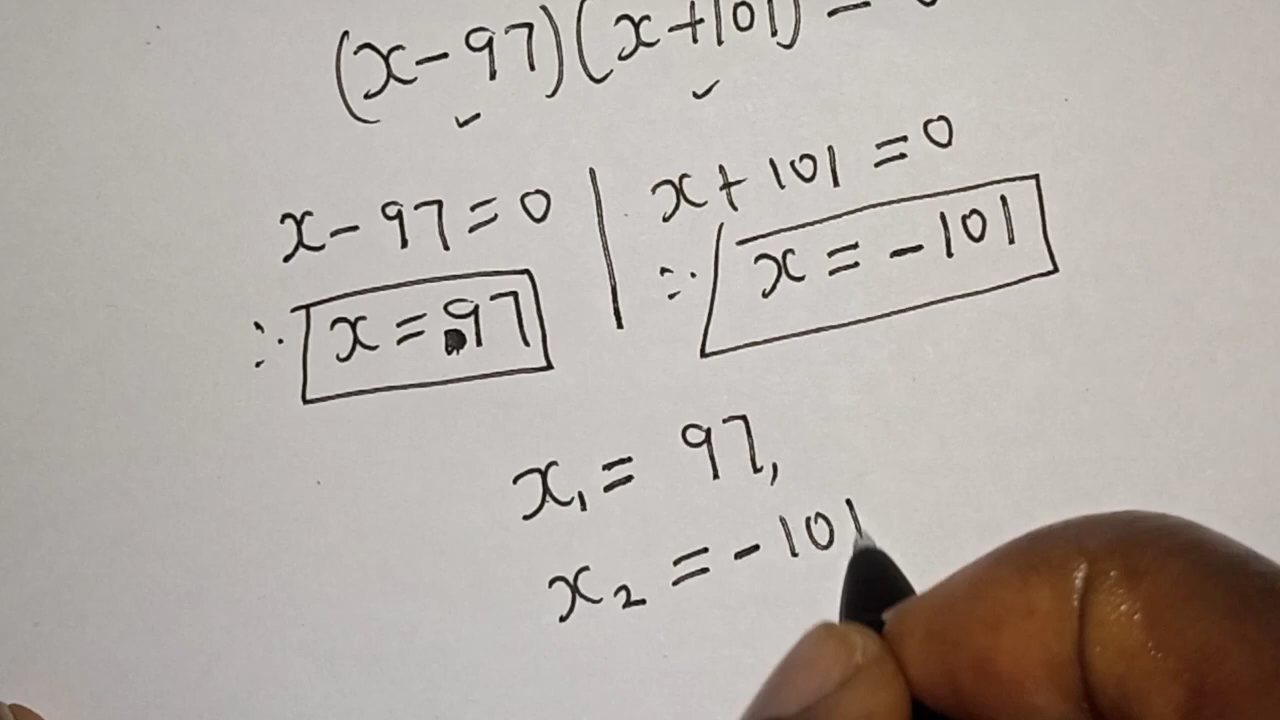 (x-97)(x+101) =
x-97=0 | x+101=0
∴ x=97 ∴ x=-101
x₁ = 97,
x₂ = -101